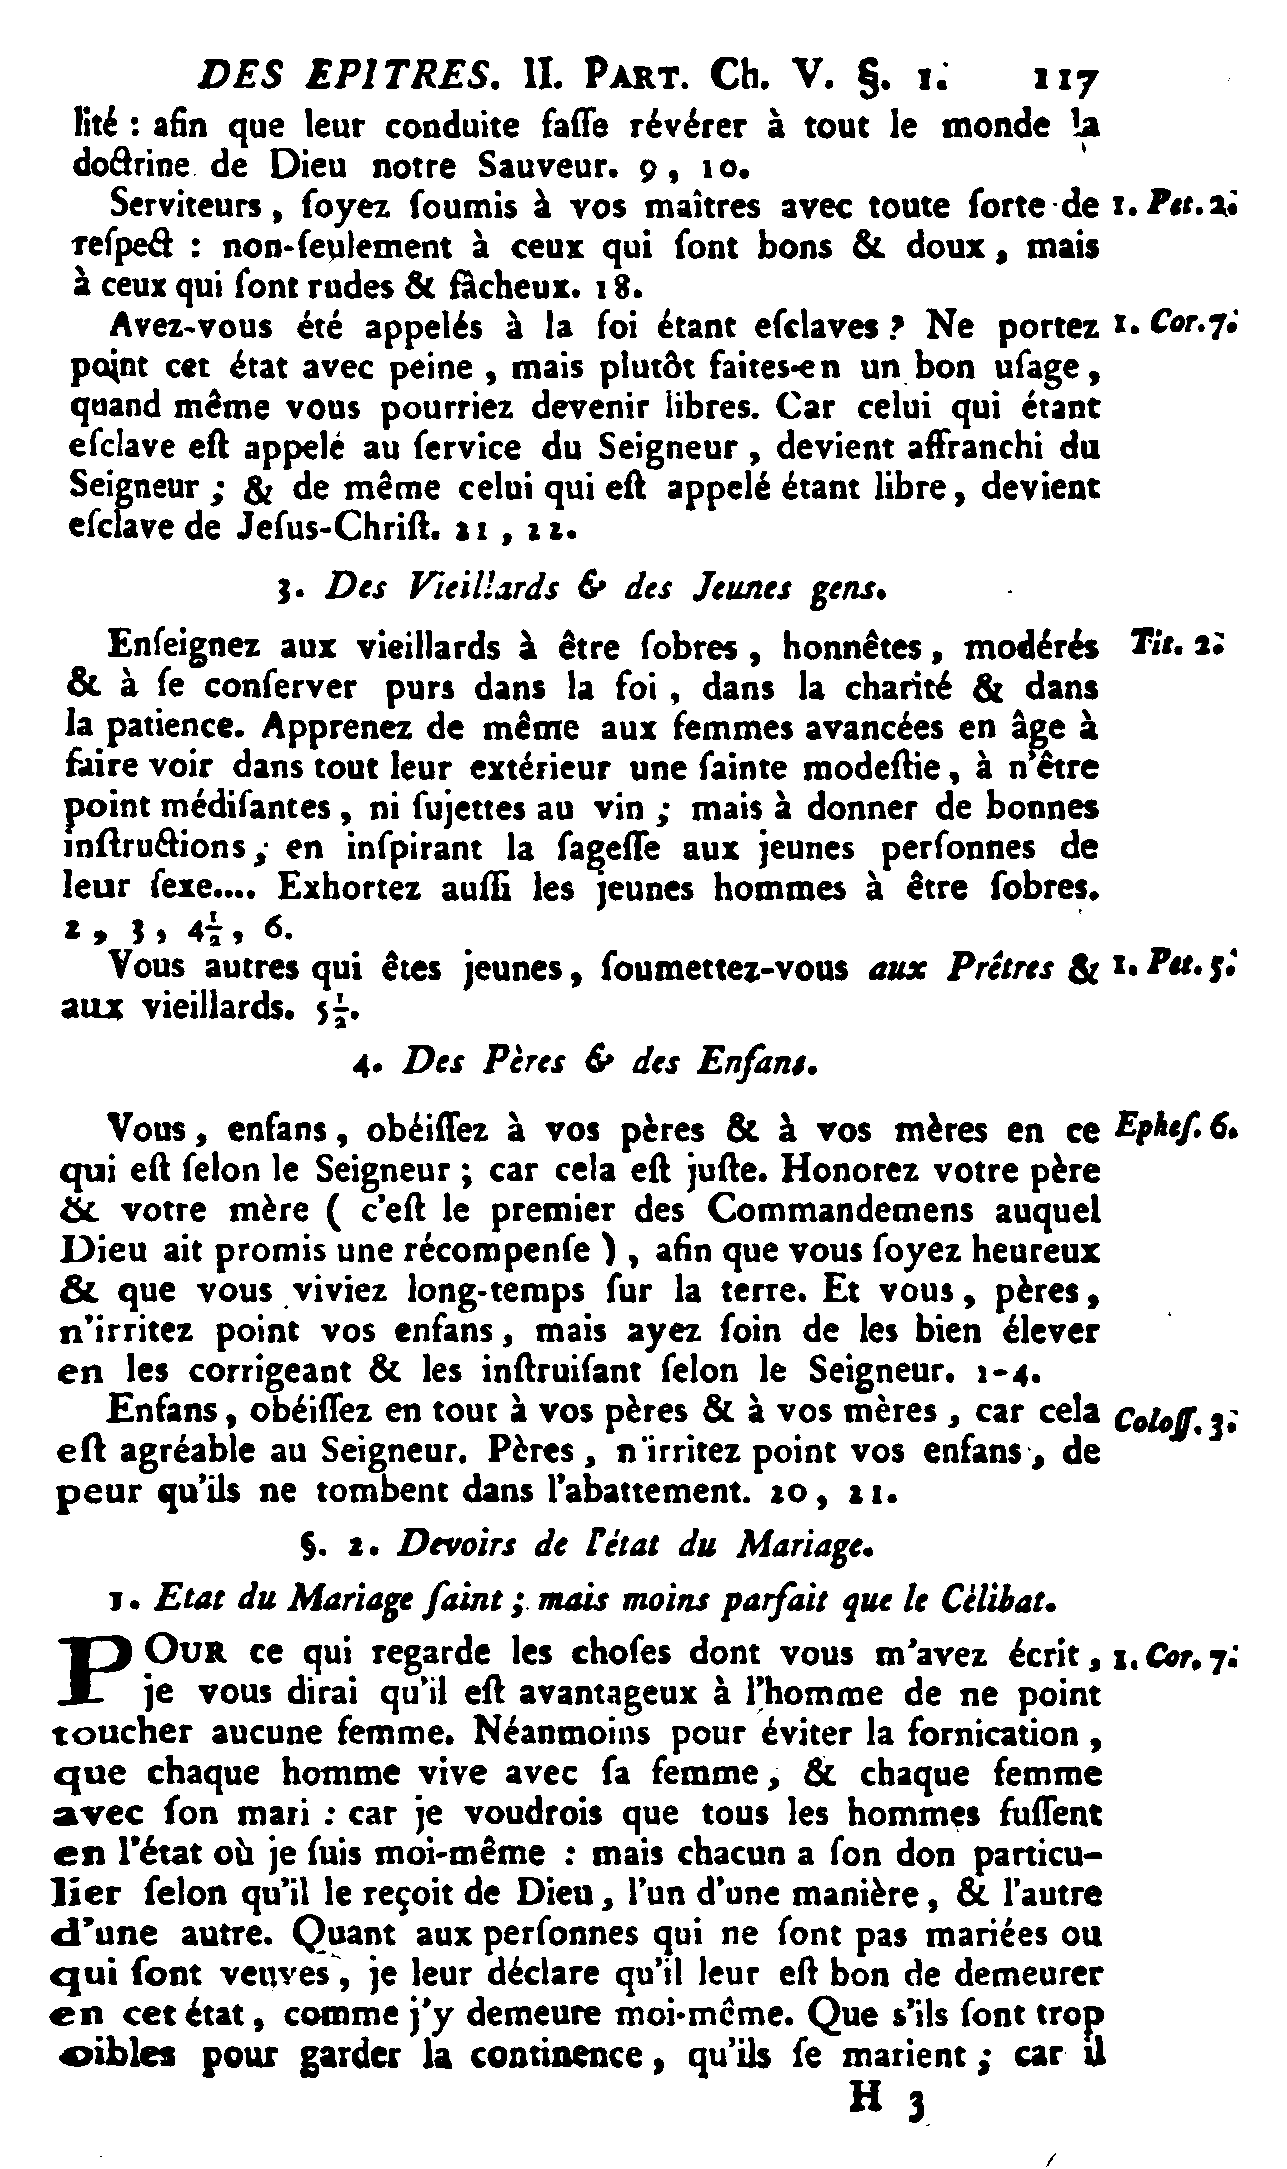 DES EPITRES. II. PART. Ch. V. §. 1. 117
lité : afin que leur conduite faſſe révérer à tout le monde la
doctrine de Dieu notre Sauveur. 9, 10.
Serviteurs, ſoyez ſoumis à vos maîtres avec toute ſorte de 1. Pet. 2.
reſpect : non-ſeulement à ceux qui ſont bons & doux, mais
à ceux qui ſont rudes & fâcheux. 18.
Avez-vous été appelés à la foi étant eſclaves ? Ne portez 1. Cor. 7.
point cet état avec peine, mais plutôt faites-en un bon uſage,
quand même vous pourriez devenir libres. Car celui qui étant
eſclave eſt appelé au ſervice du Seigneur, devient affranchi du
Seigneur ; & de même celui qui eſt appelé étant libre, devient
eſclave de Jeſus-Chriſt. 21, 22.
3. Des Vieillards & des Jeunes gens.
Enſeignez aux vieillards à être ſobres, honnêtes, modérés Tit. 2.
& à ſe conſerver purs dans la foi, dans la charité & dans
la patience. Apprenez de même aux femmes avancées en âge à
faire voir dans tout leur extérieur une ſainte modeſtie, à n'être
point médiſantes, ni ſujettes au vin ; mais à donner de bonnes
inſtructions ; en inſpirant la ſageſſe aux jeunes perſonnes de
leur ſexe.... Exhortez auſſi les jeunes hommes à être ſobres.
2, 3, 4½, 6.
Vous autres qui êtes jeunes, ſoumettez-vous aux Prêtres & 1. Pet. 5.
aux vieillards. 5½.
4. Des Pères & des Enfans.
Vous, enfans, obéiſſez à vos pères & à vos mères en ce Epheſ. 6.
qui eſt ſelon le Seigneur ; car cela eſt juſte. Honorez votre père
& votre mère ( c'eſt le premier des Commandemens auquel
Dieu ait promis une récompenſe ), afin que vous ſoyez heureux
& que vous viviez long-temps ſur la terre. Et vous, pères,
n'irritez point vos enfans, mais ayez ſoin de les bien élever
en les corrigeant & les inſtruiſant ſelon le Seigneur. 1-4.
Enfans, obéiſſez en tout à vos pères & à vos mères, car cela Coloſſ. 3.
eſt agréable au Seigneur. Pères, n'irritez point vos enfans, de
peur qu'ils ne tombent dans l'abattement. 20, 21.
§. 2. Devoirs de l'état du Mariage.
1. Etat du Mariage ſaint ; mais moins parfait que le Célibat.
POUR ce qui regarde les choſes dont vous m'avez écrit, 1. Cor. 7.
je vous dirai qu'il eſt avantageux à l'homme de ne point
toucher aucune femme. Néanmoins pour éviter la fornication,
que chaque homme vive avec ſa femme, & chaque femme
avec ſon mari : car je voudrois que tous les hommes fuſſent
en l'état où je ſuis moi-même : mais chacun a ſon don particu-
lier ſelon qu'il le reçoit de Dieu, l'un d'une manière, & l'autre
d'une autre. Quant aux perſonnes qui ne ſont pas mariées ou
qui ſont veuves, je leur déclare qu'il leur eſt bon de demeurer
en cet état, comme j'y demeure moi-même. Que s'ils ſont trop
oibles pour garder la continence, qu'ils ſe marient ; car il
H 3